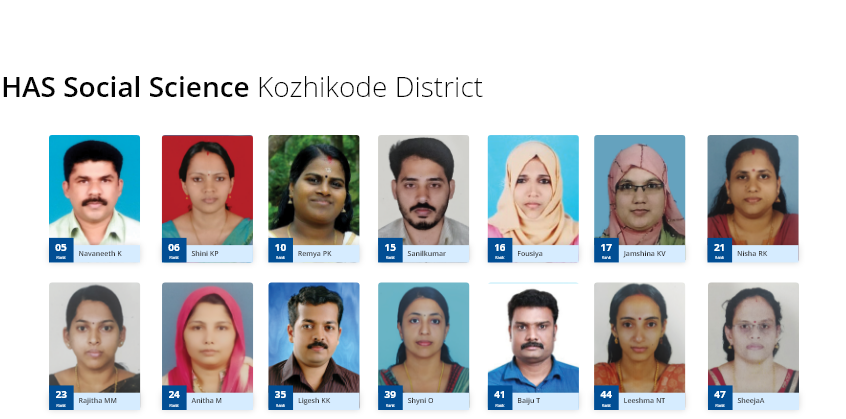 HAS Social Science Kozhikode District
05 Rank Navaneeth K
06 Rank Shini KP
10 Rank Remya PK
15 Rank Sanilkumar
16 Rank Fousiya
17 Rank Jamshina KV
21 Rank Nisha RK
23 Rank Rajitha MM
24 Rank Anitha M
35 Rank Ligesh KK
39 Rank Shyni O
41 Rank Baiju T
44 Rank Leeshma NT
47 Rank SheejaA